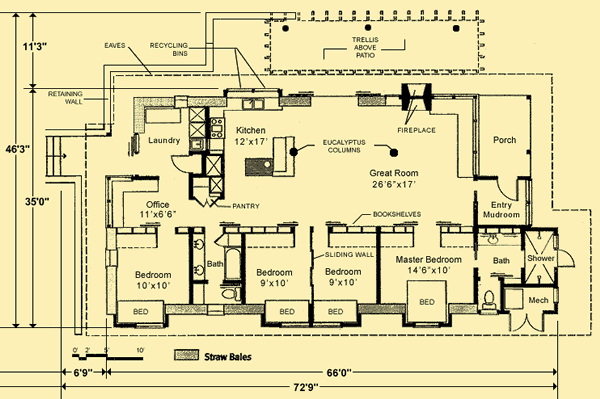 11'3"
EAVES
RECYCLING
BINS
TRELLIS
ABOVE
PATIO
RETAINING
WALL
46'3"
35'0"
Laundry
Kitchen
12'x17'
FIREPLACE
EUCALYPTUS
COLUMNS
Porch
Great Room
26'6"x17'
Office
11'x6'6"
PANTRY
BOOKSHELVES
Entry
Mudroom
Bedroom
10'x10'
Bath
Bedroom
9'x10'
SLIDING WALL
Bedroom
9'x10'
Master Bedroom
14'6"x10'
Bath
Shower
Mech
BED
BED
BED
BED
0' 2' 5' 10'
Straw Bales
6'9"
66'0"
72'9"